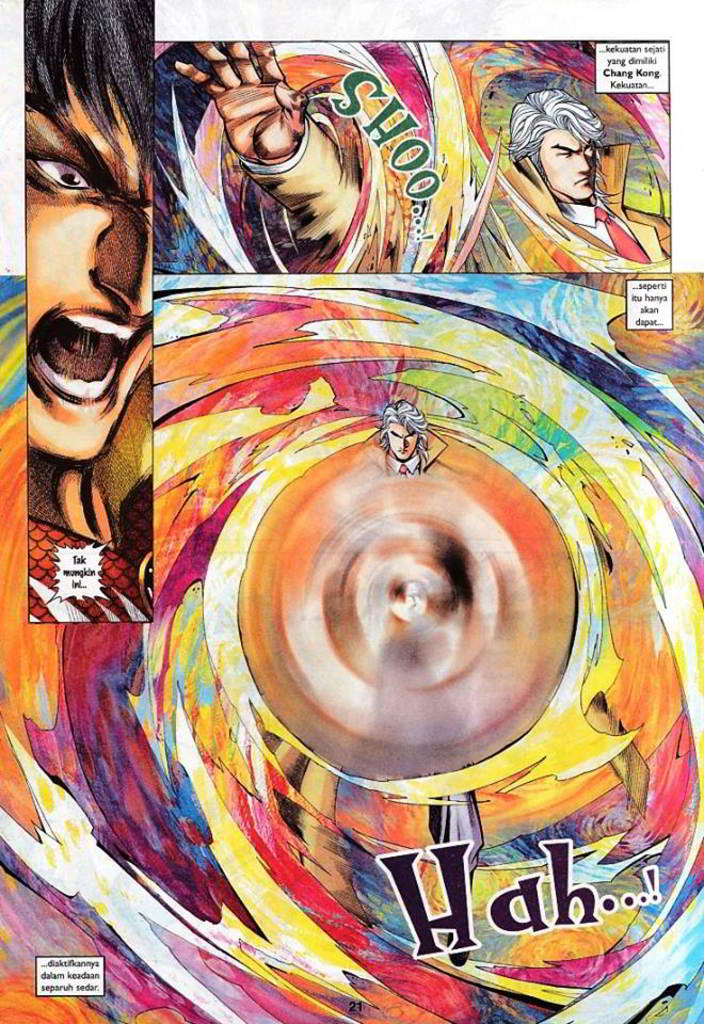 ...kekuatan sejati
yang dimiliki
Chang Kong.
Kekuatan...
SHOO...!
Tak
mungkin
ini...
...seperti
itu hanya
akan
dapat...
Hah...!
...diaktifkannya
dalam keadaan
separuh sedar.
21